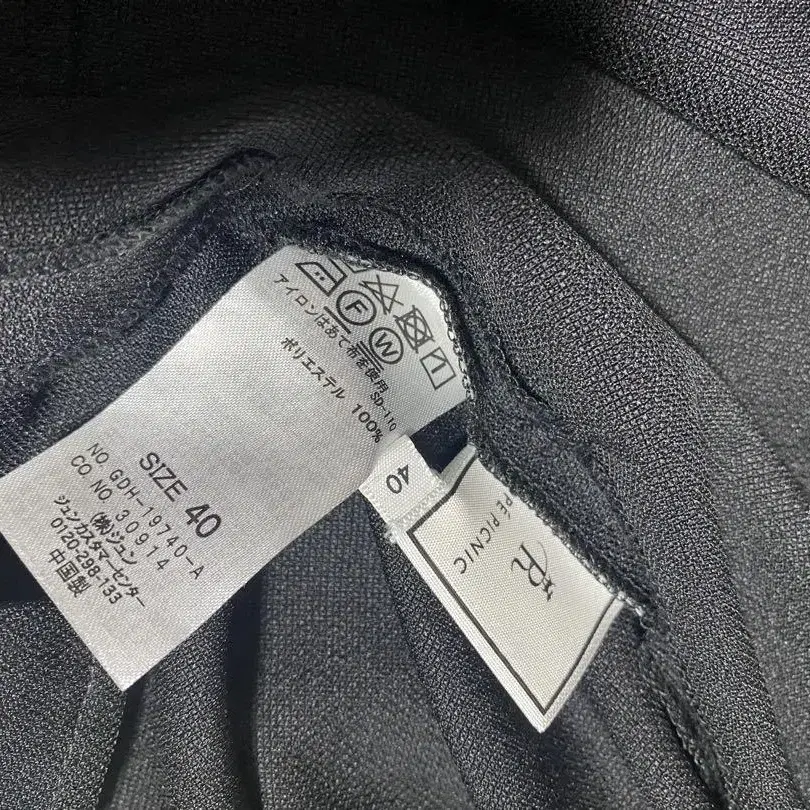 アイロンはあて布を使用 SD-110
ポリエステル 100%
SIZE 40
NO. GDH-19740-A
CO. NO. 30914
(株)ジュン
ジュンカスタマーセンター
0120-298-133
中国製
F
W
40
R
PÉ PICNIC